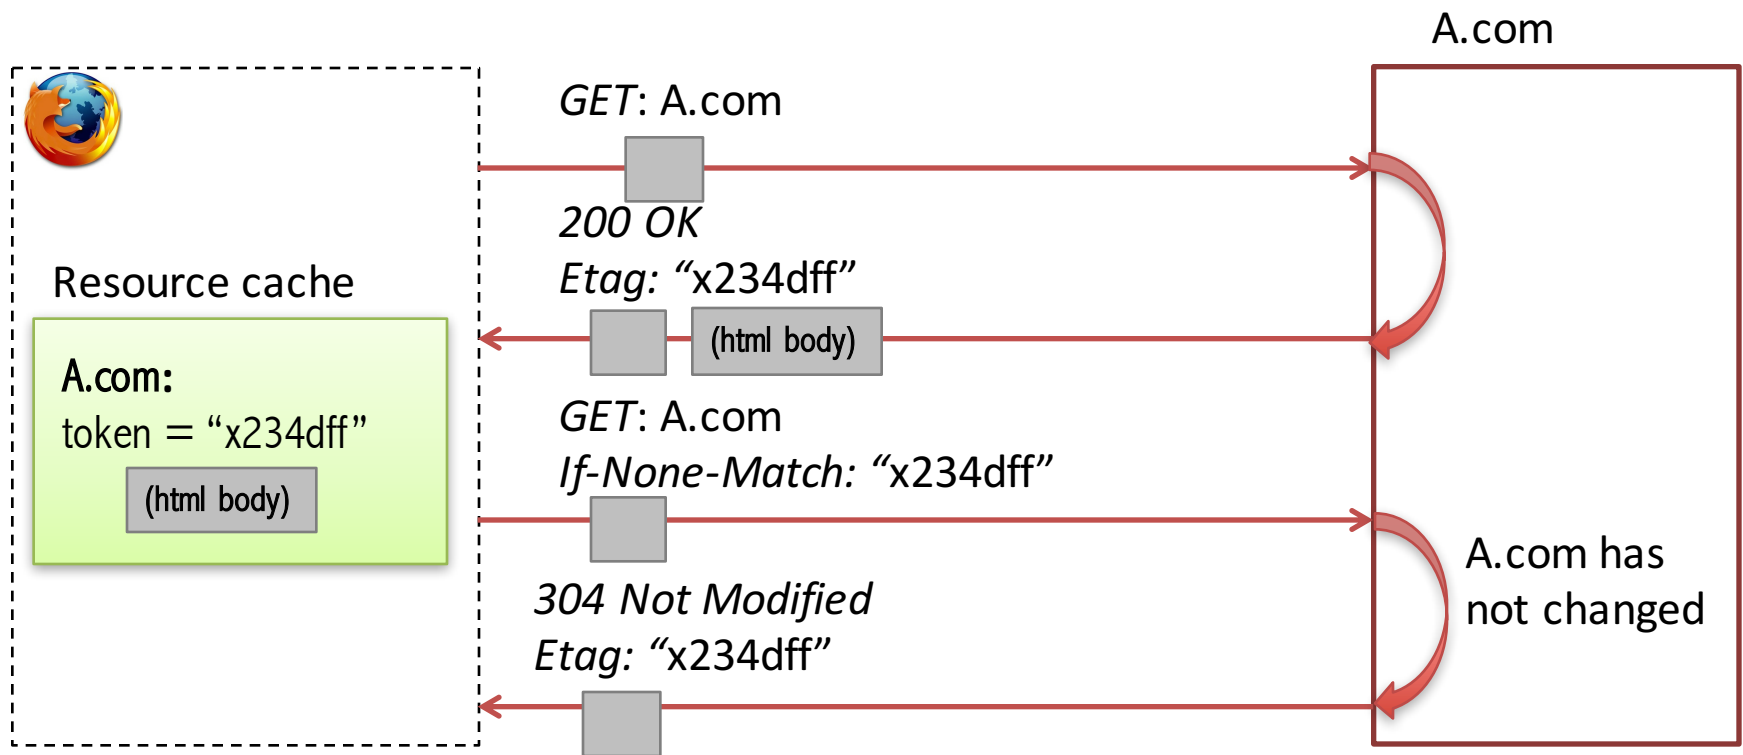 A.com
GET: A.com
200 OK
Etag: “x234dff”
(html body)
Resource cache
A.com:
token = “x234dff”
(html body)
GET: A.com
If-None-Match: “x234dff”
A.com has
not changed
304 Not Modified
Etag: “x234dff”